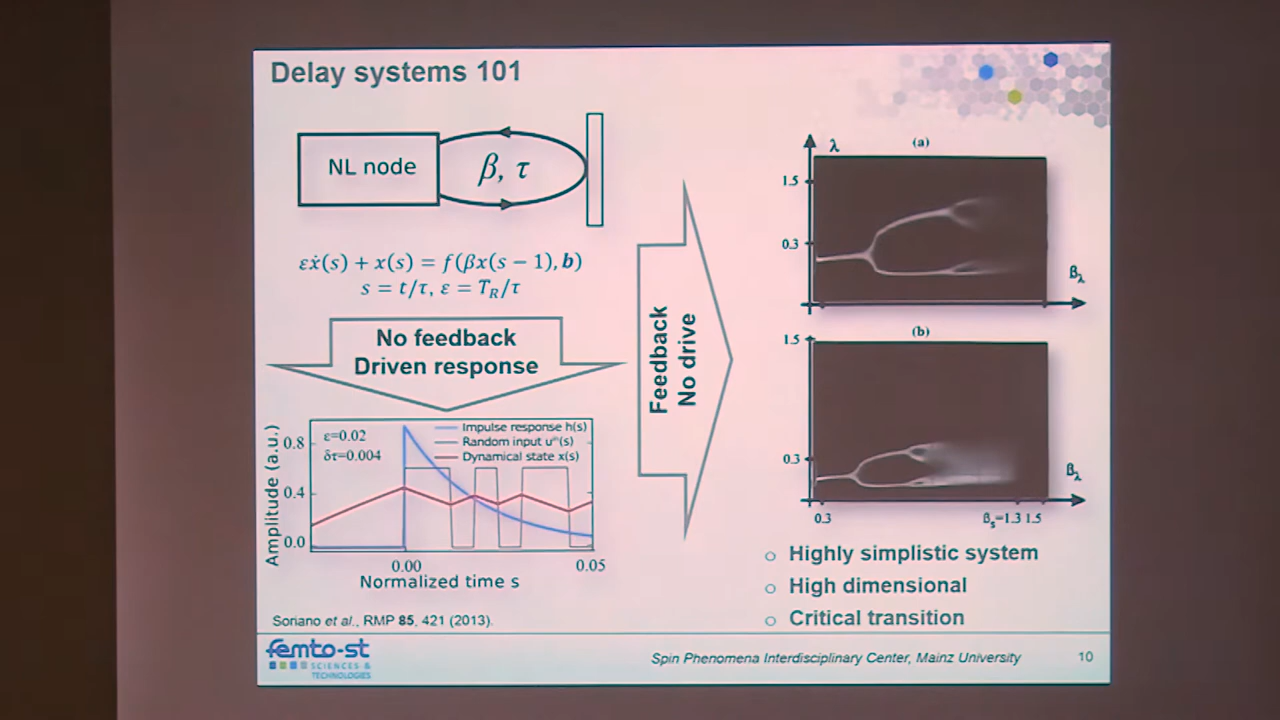 Delay systems 101
NL node
β, τ
εẋ(s) + x(s) = f(βx(s − 1), b)
s = t/τ, ε = T_R/τ
No feedback
Driven response
Feedback
No drive
Amplitude (a.u.)
0.8
0.4
0.0
ε=0.02
δτ=0.004
Impulse response h(s)
Random input uⁱⁿ(s)
Dynamical state x(s)
0.00
0.05
Normalized time s
(a)
λ
1.5
0.3
β_λ
(b)
1.5
0.3
β_λ
0.3
β_s=1.3 1.5
○ Highly simplistic system
○ High dimensional
○ Critical transition
Soriano et al., RMP 85, 421 (2013).
femto-st
SCIENCES &
TECHNOLOGIES
Spin Phenomena Interdisciplinary Center, Mainz University
10